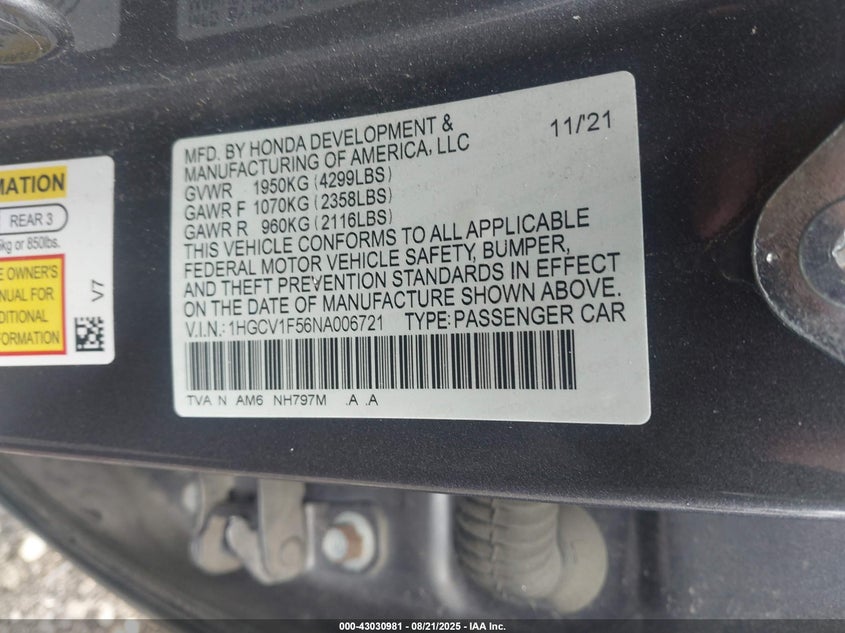 MFD. BY HONDA DEVELOPMENT &
MANUFACTURING OF AMERICA, LLC
11/'21
GVWR 1950KG (4299LBS)
GAWR F 1070KG (2358LBS)
GAWR R 960KG (2116LBS)
THIS VEHICLE CONFORMS TO ALL APPLICABLE
FEDERAL MOTOR VEHICLE SAFETY, BUMPER,
AND THEFT PREVENTION STANDARDS IN EFFECT
ON THE DATE OF MANUFACTURE SHOWN ABOVE.
V.I.N.: 1HGCV1F56NA006721 TYPE: PASSENGER CAR
TVA N AM6 NH797M .A .A
MATION
REAR 3
kg or 850lbs.
E OWNER'S
NUAL FOR
DITIONAL
FORMATION
V7
000-43030981 - 08/21/2025 - IAA Inc.